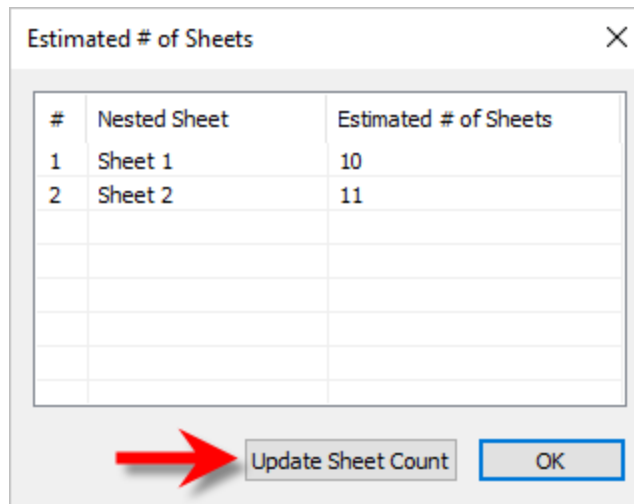 Estimated # of Sheets
# Nested Sheet Estimated # of Sheets
1 Sheet 1 10
2 Sheet 2 11
Update Sheet Count OK